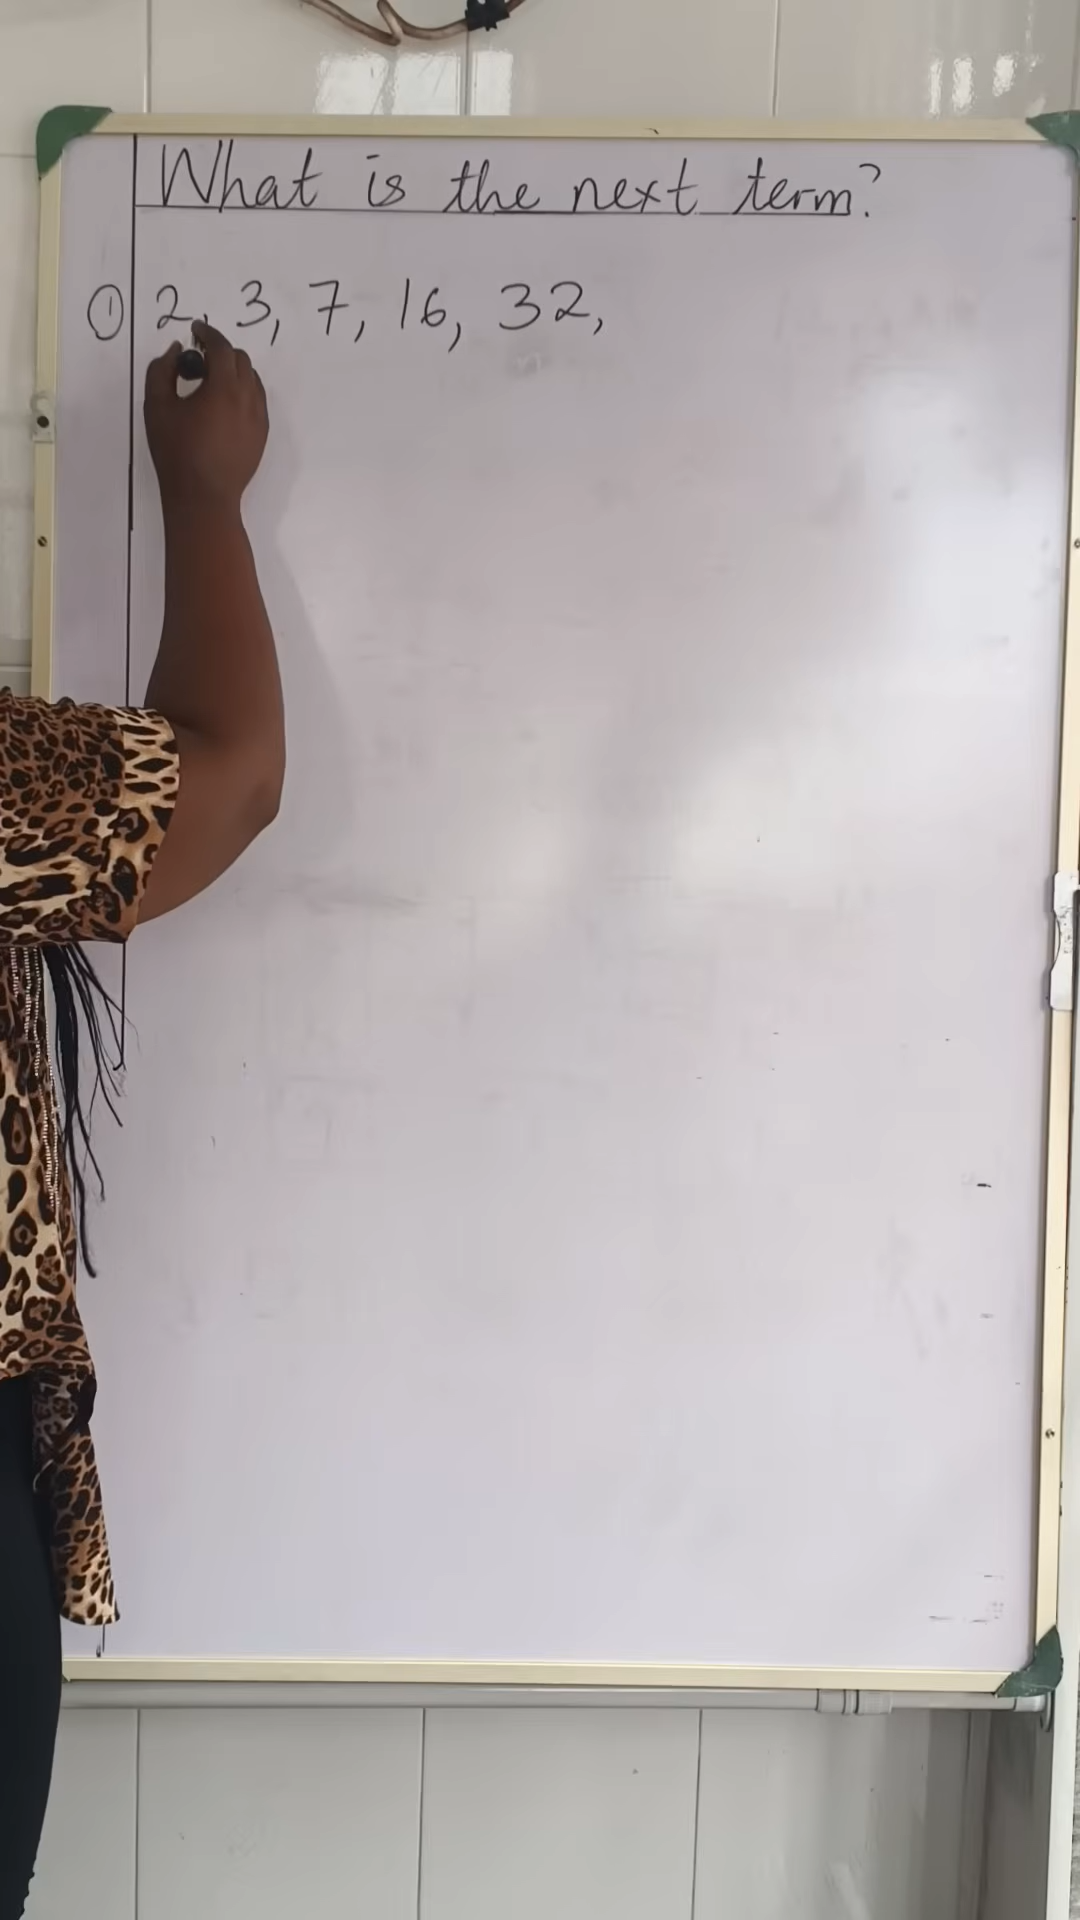 What is the next term?
① 2, 3, 7, 16, 32,